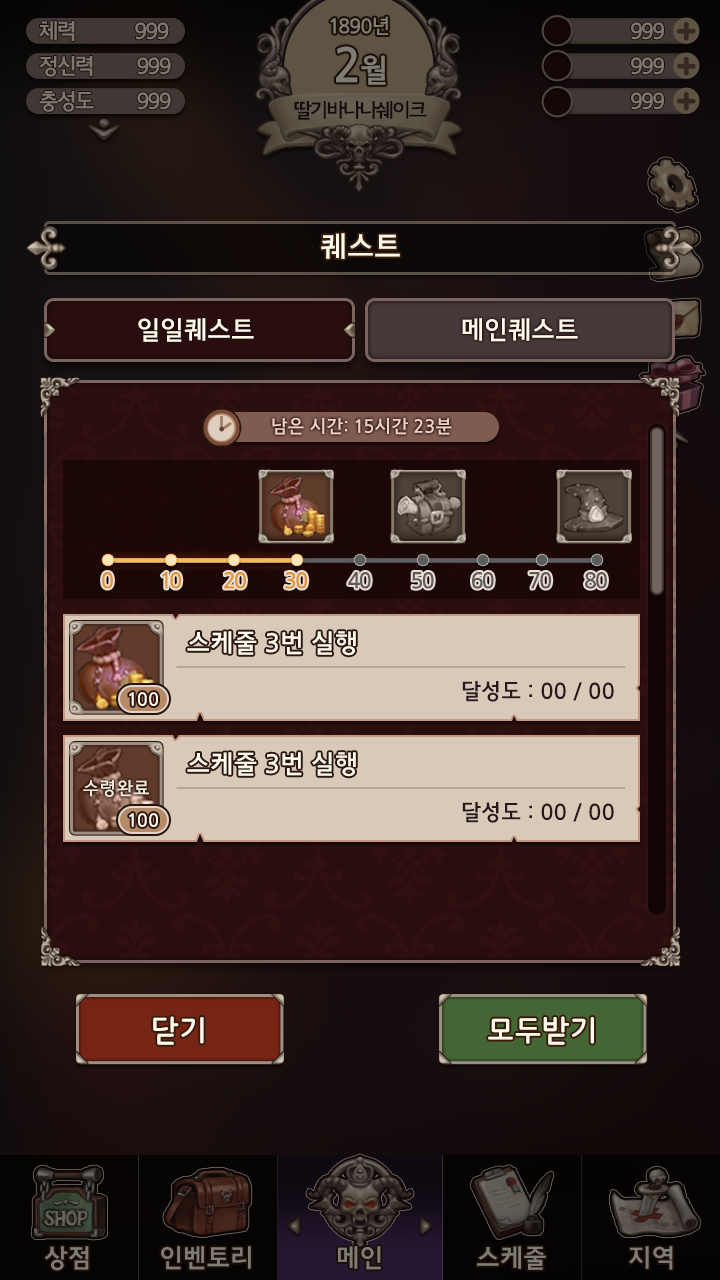 체력 999
정신력 999
충성도 999
1890년
2월
딸기바나나쉐이크
999
999
999
퀘스트
일일퀘스트 메인퀘스트
남은 시간: 15시간 23분
0 10 20 30 40 50 60 70 80
스케줄 3번 실행
100
달성도 : 00 / 00
스케줄 3번 실행
수령완료
100
달성도 : 00 / 00
닫기 모두받기
SHOP
상점 인벤토리 메인 스케줄 지역